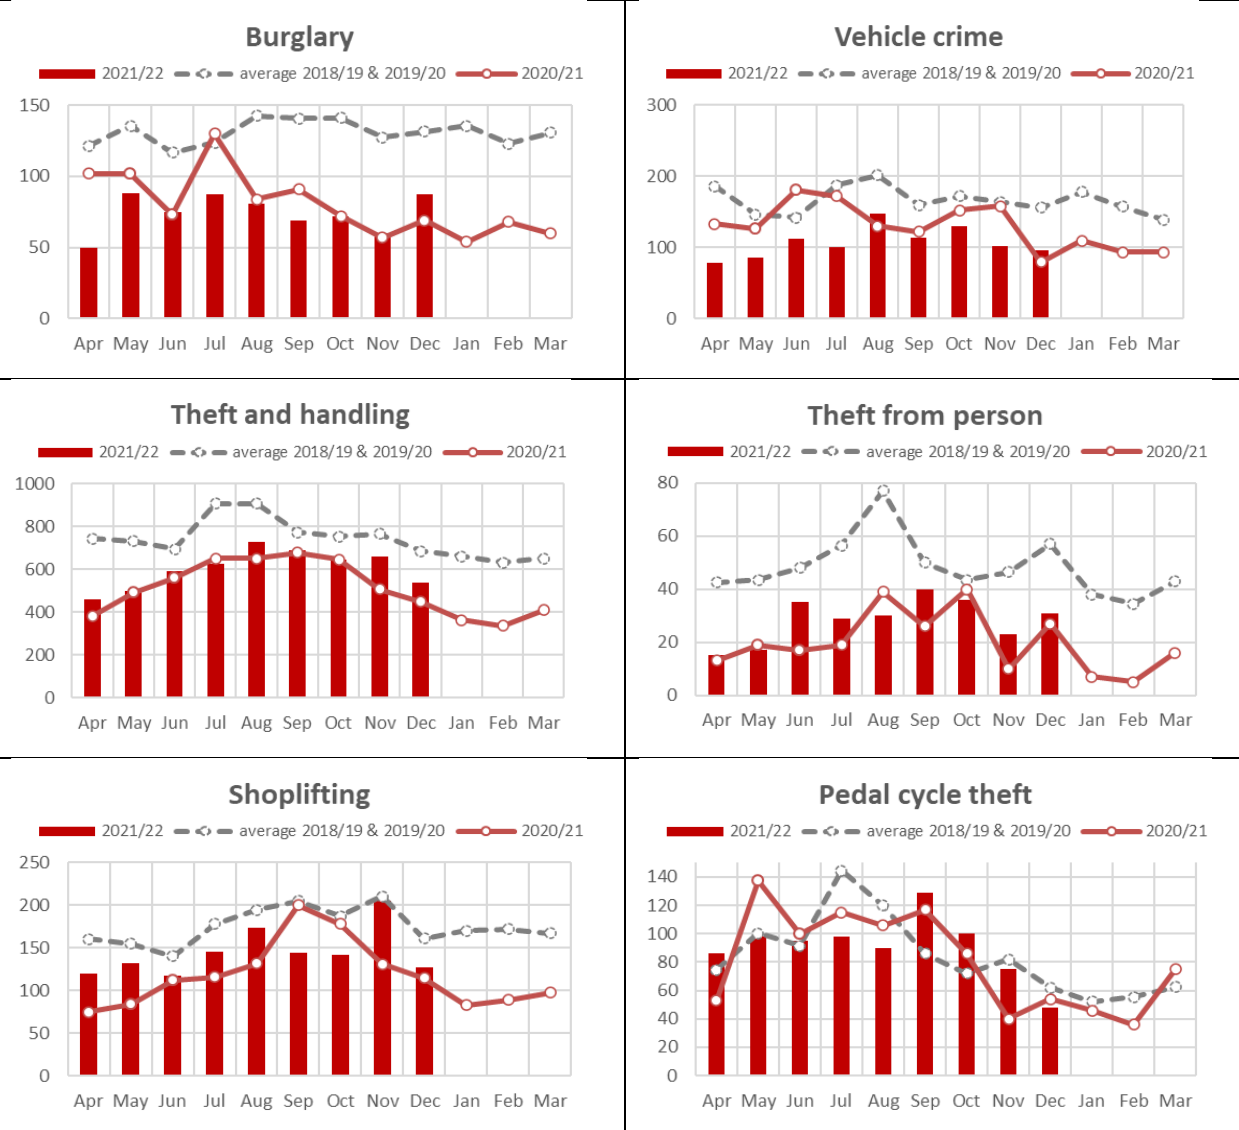 Burglary
2021/22 average 2018/19 & 2019/20 2020/21
150
100
50
0
Apr May Jun Jul Aug Sep Oct Nov Dec Jan Feb Mar
Vehicle crime
2021/22 average 2018/19 & 2019/20 2020/21
300
200
100
0
Apr May Jun Jul Aug Sep Oct Nov Dec Jan Feb Mar
Theft and handling
2021/22 average 2018/19 & 2019/20 2020/21
1000
800
600
400
200
0
Apr May Jun Jul Aug Sep Oct Nov Dec Jan Feb Mar
Theft from person
2021/22 average 2018/19 & 2019/20 2020/21
80
60
40
20
0
Apr May Jun Jul Aug Sep Oct Nov Dec Jan Feb Mar
Shoplifting
2021/22 average 2018/19 & 2019/20 2020/21
250
200
150
100
50
0
Apr May Jun Jul Aug Sep Oct Nov Dec Jan Feb Mar
Pedal cycle theft
2021/22 average 2018/19 & 2019/20 2020/21
140
120
100
80
60
40
20
0
Apr May Jun Jul Aug Sep Oct Nov Dec Jan Feb Mar